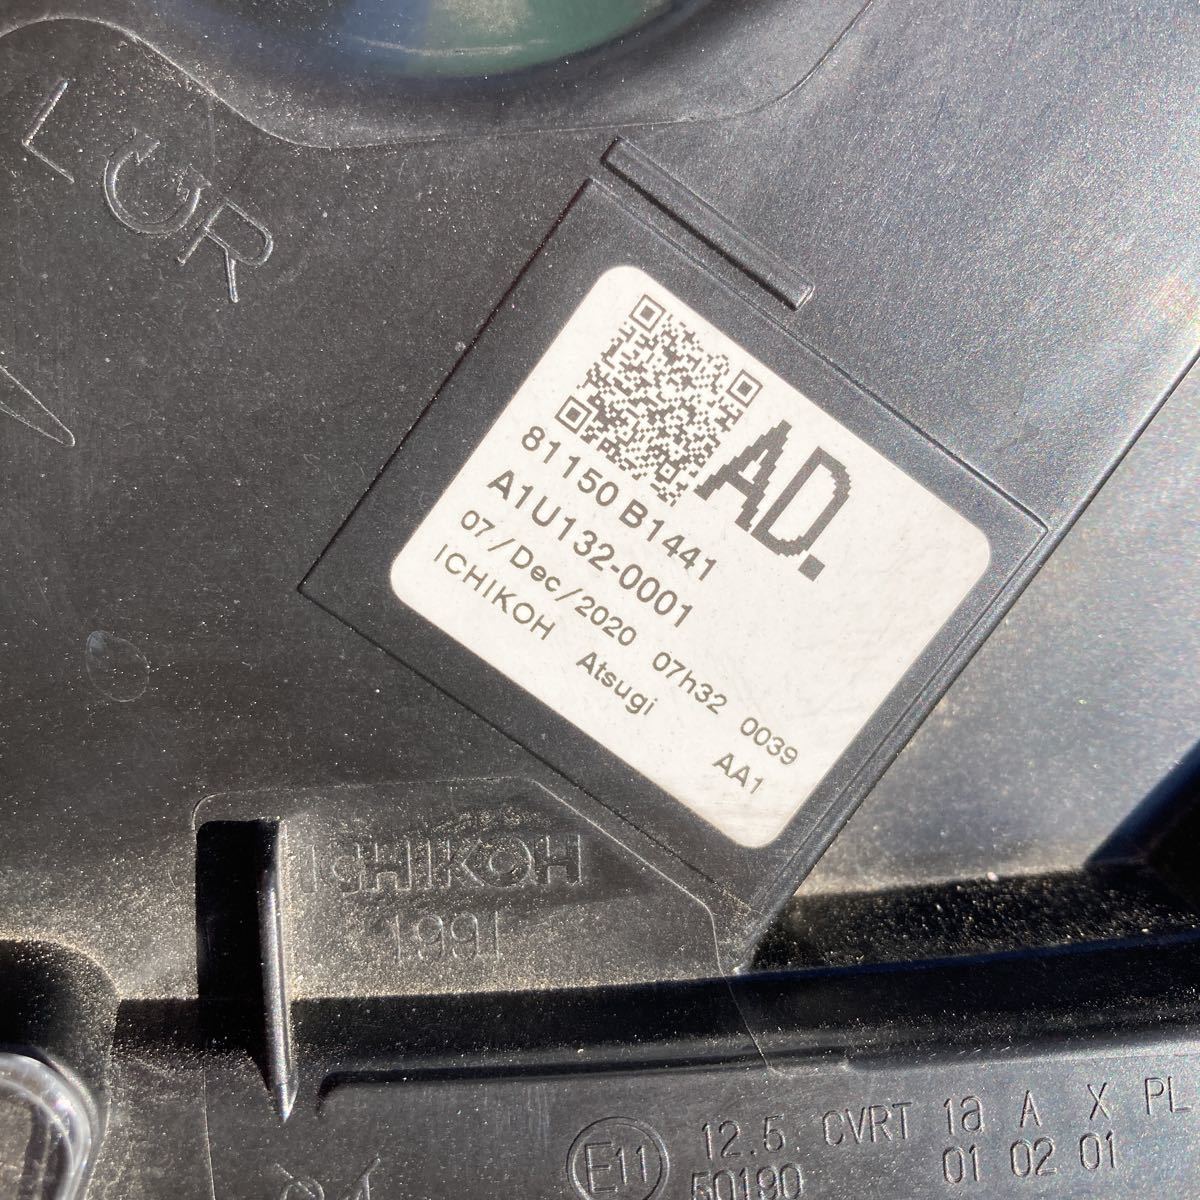 L R
AD.
81150 B1441
A1U132-0001
07/Dec/2020 07h32 0039
ICHIKOH Atsugi AA1
ICHIKOH
1991
E11 12.5 CVRT 1a A X PL
50190 01 02 01